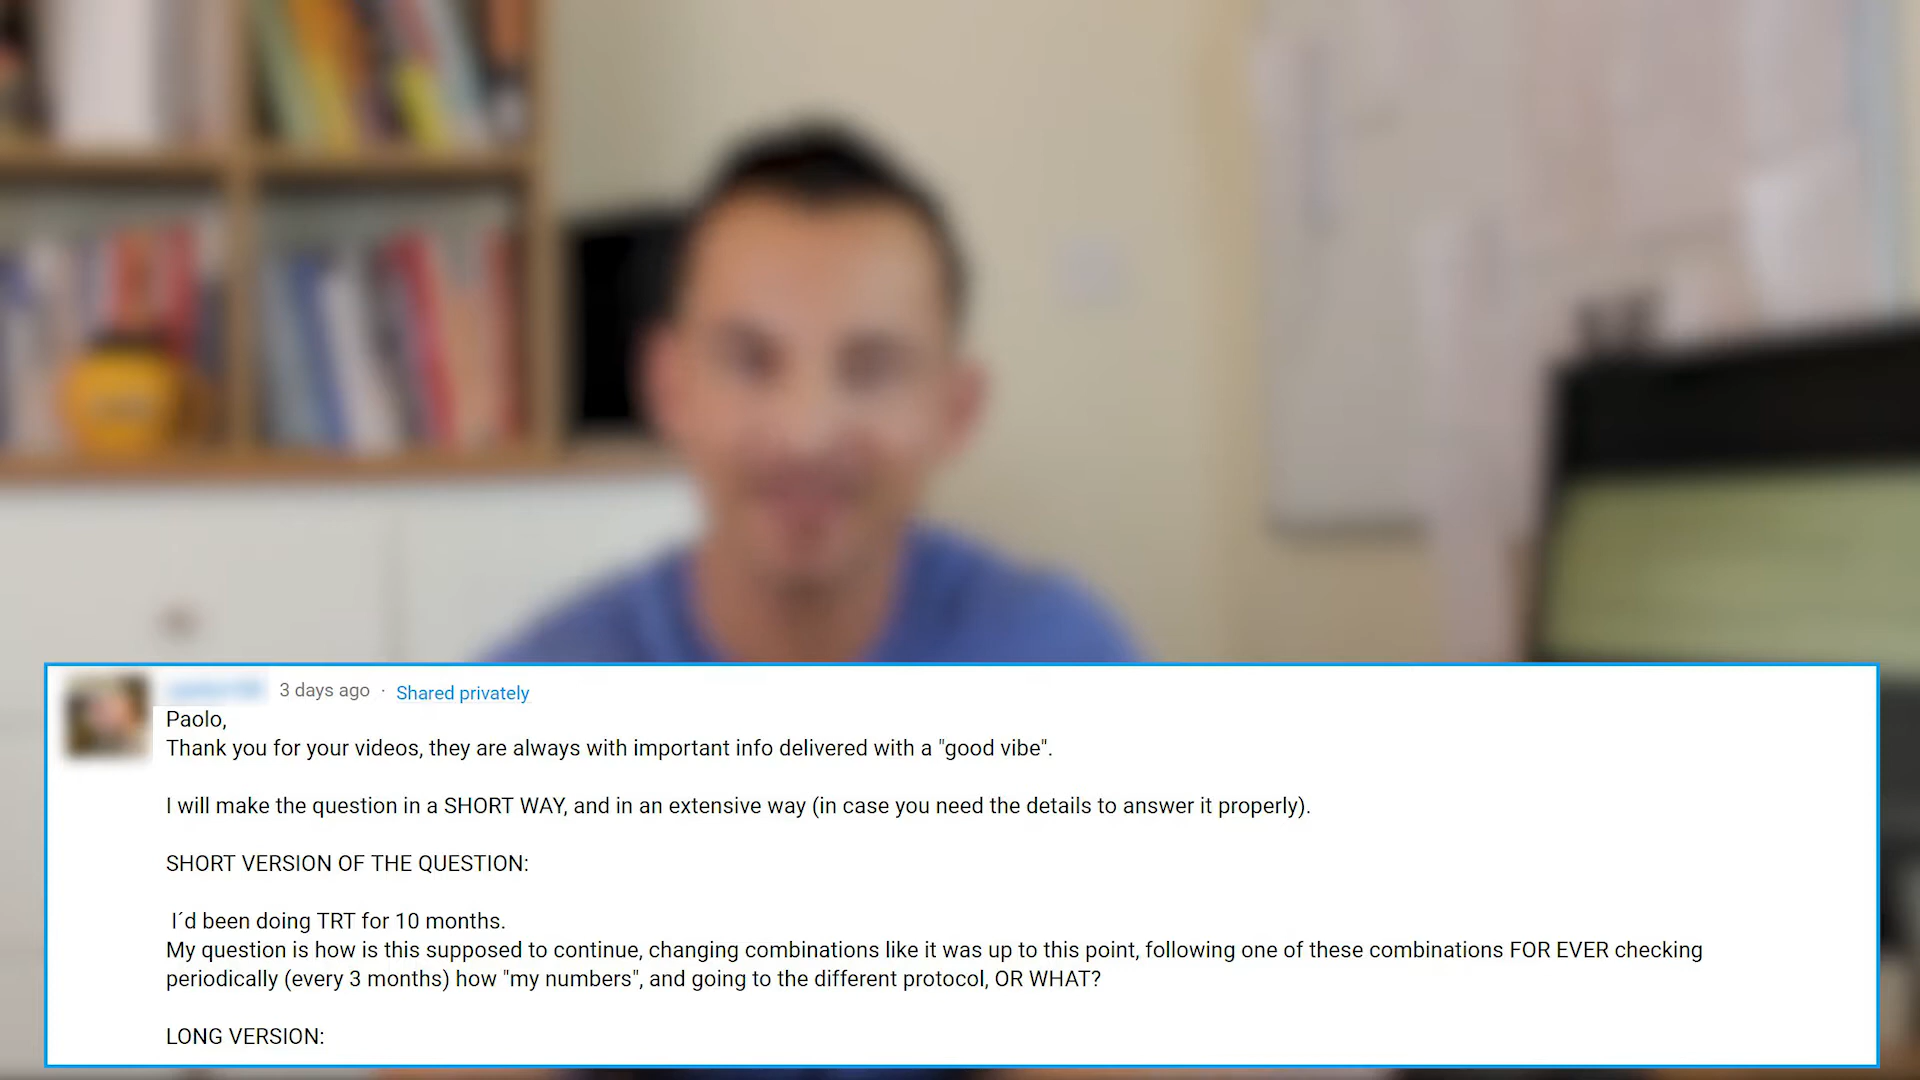 3 days ago · Shared privately
Paolo,
Thank you for your videos, they are always with important info delivered with a "good vibe".
I will make the question in a SHORT WAY, and in an extensive way (in case you need the details to answer it properly).
SHORT VERSION OF THE QUESTION:
I´d been doing TRT for 10 months.
My question is how is this supposed to continue, changing combinations like it was up to this point, following one of these combinations FOR EVER checking
periodically (every 3 months) how "my numbers", and going to the different protocol, OR WHAT?
LONG VERSION: